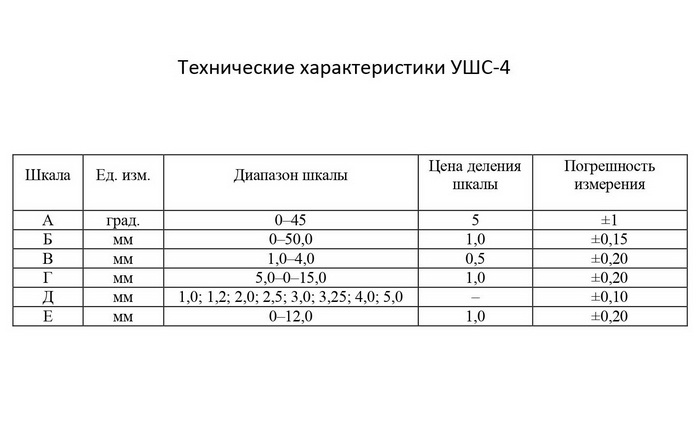 Технические характеристики УШС-4
Шкала Ед. изм. Диапазон шкалы Цена деления шкалы Погрешность измерения
А град. 0–45 5 ±1
Б мм 0–50,0 1,0 ±0,15
В мм 1,0–4,0 0,5 ±0,20
Г мм 5,0–0–15,0 1,0 ±0,20
Д мм 1,0; 1,2; 2,0; 2,5; 3,0; 3,25; 4,0; 5,0 – ±0,10
Е мм 0–12,0 1,0 ±0,20